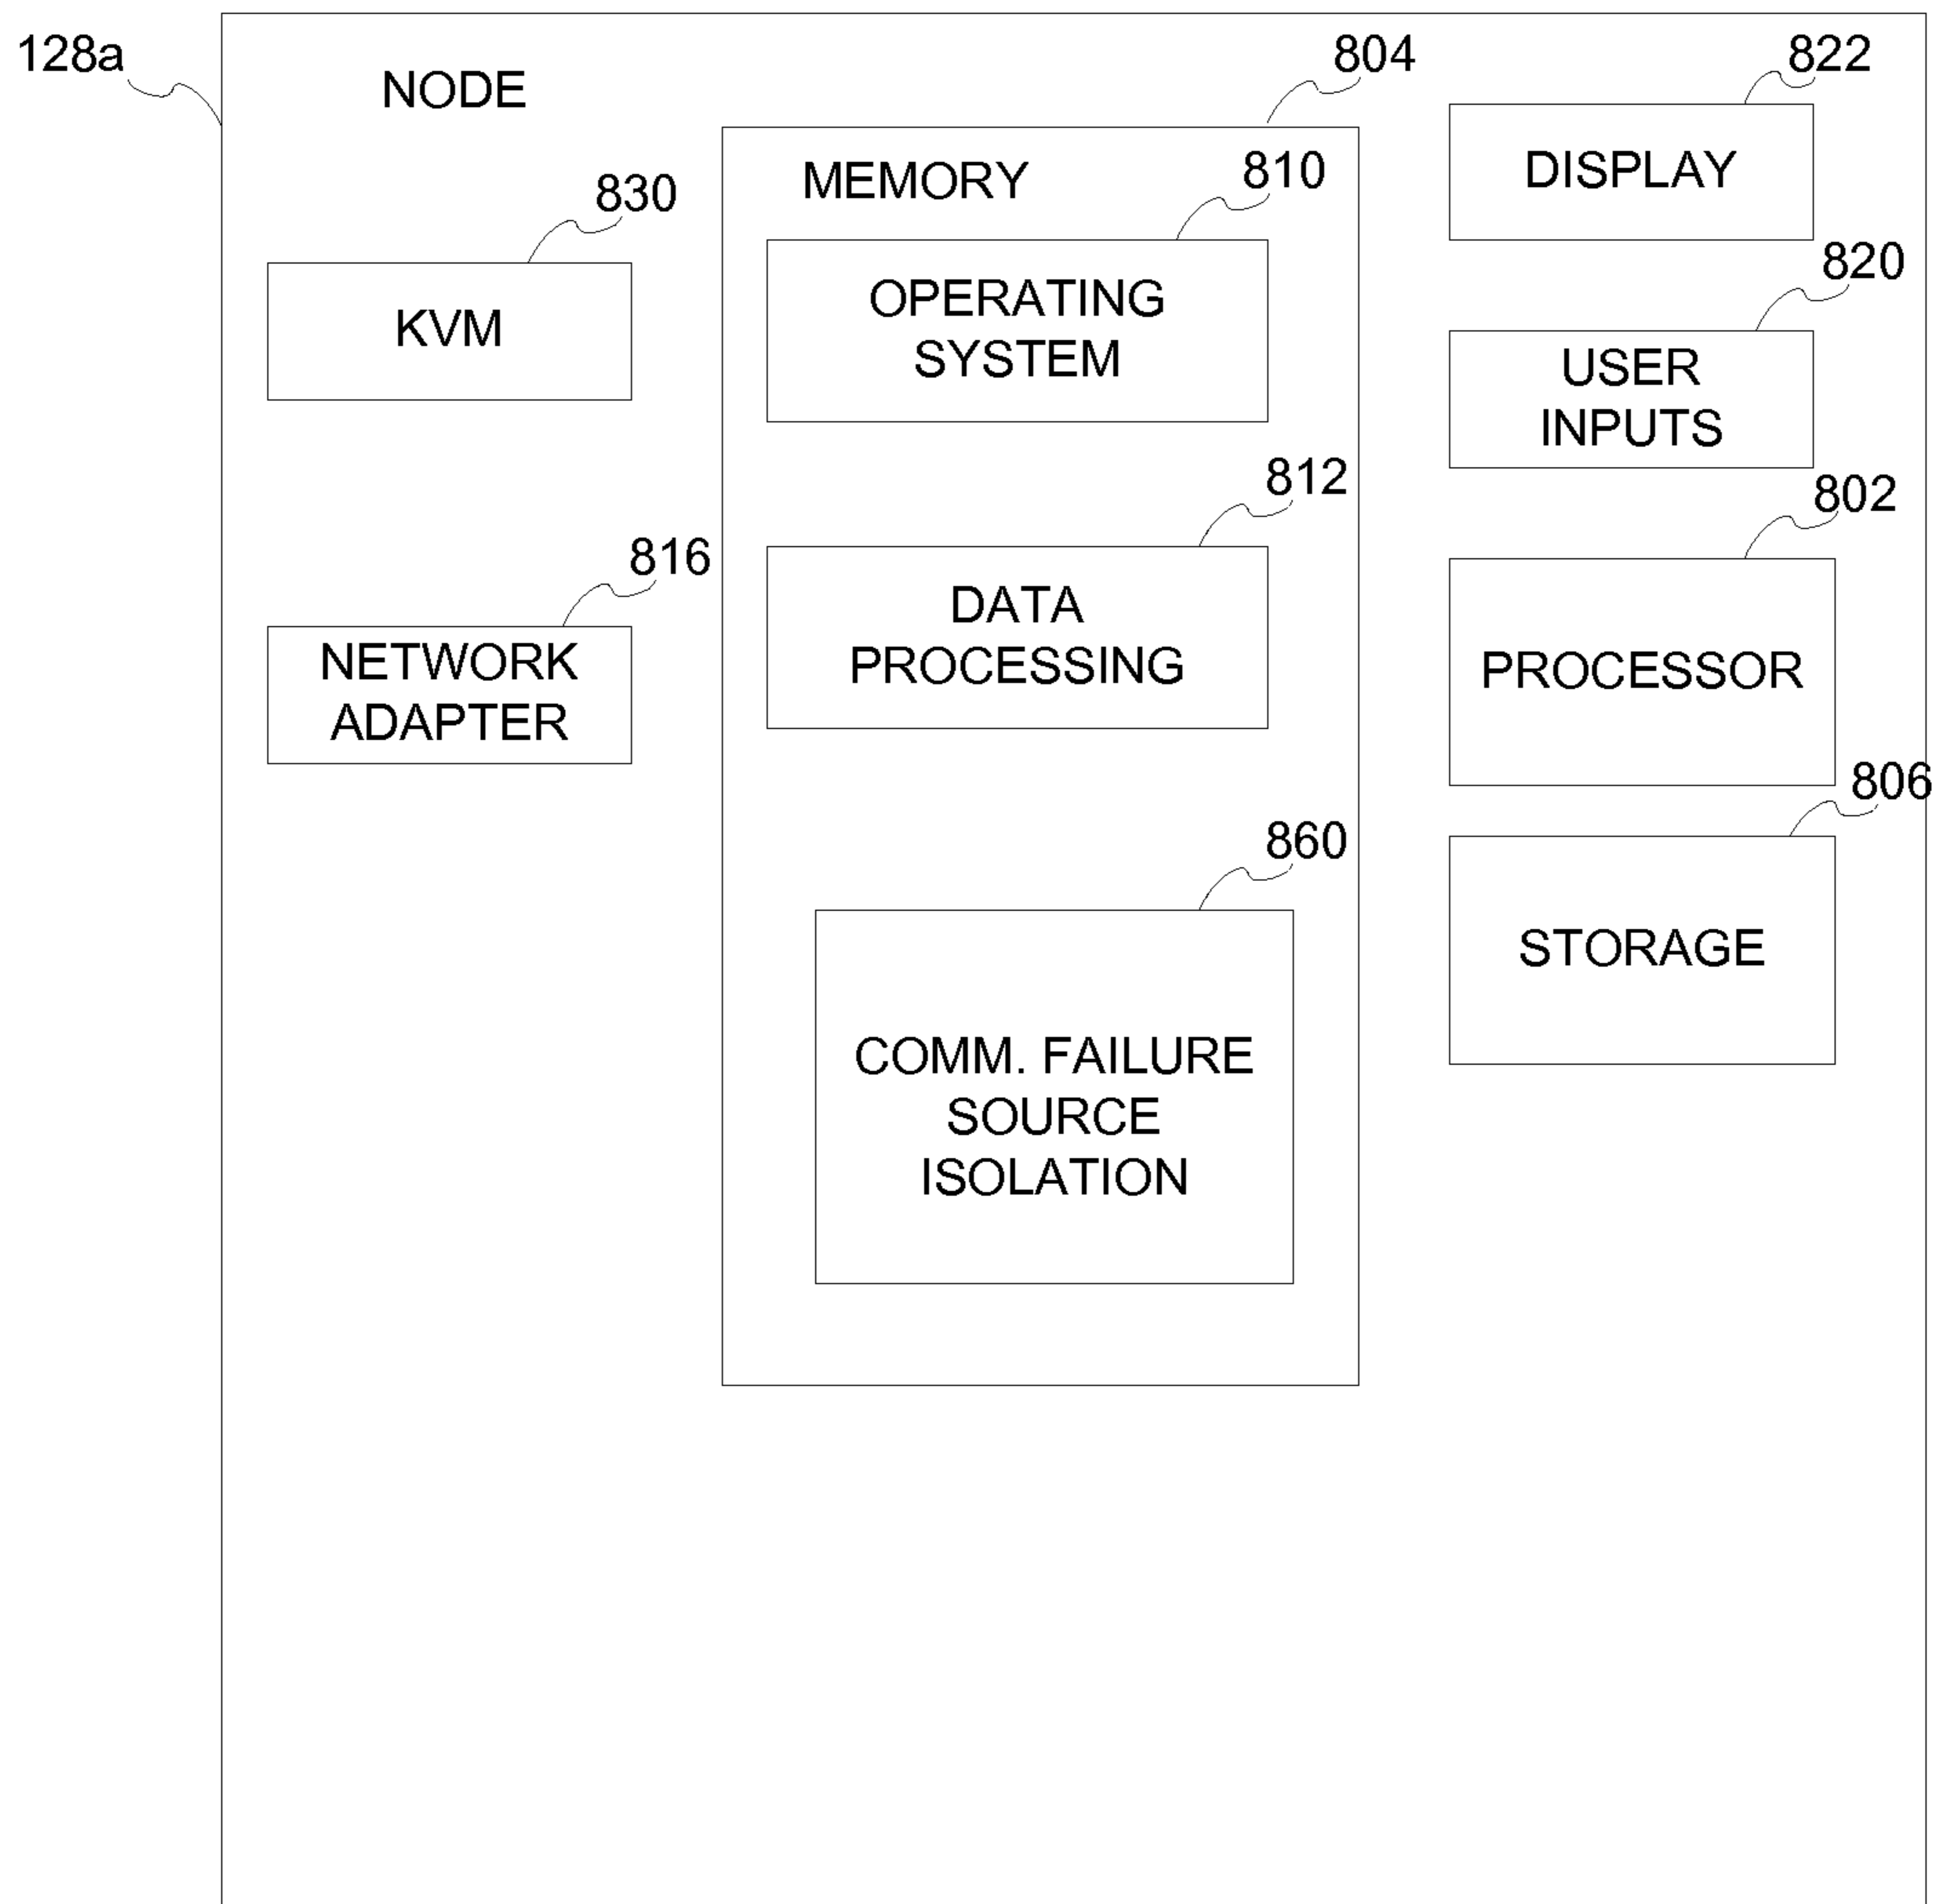 128a
NODE
804
822
MEMORY
810
DISPLAY
830
KVM
OPERATING
SYSTEM
820
USER
INPUTS
812
802
816
NETWORK
ADAPTER
DATA
PROCESSING
PROCESSOR
806
860
STORAGE
COMM. FAILURE
SOURCE
ISOLATION